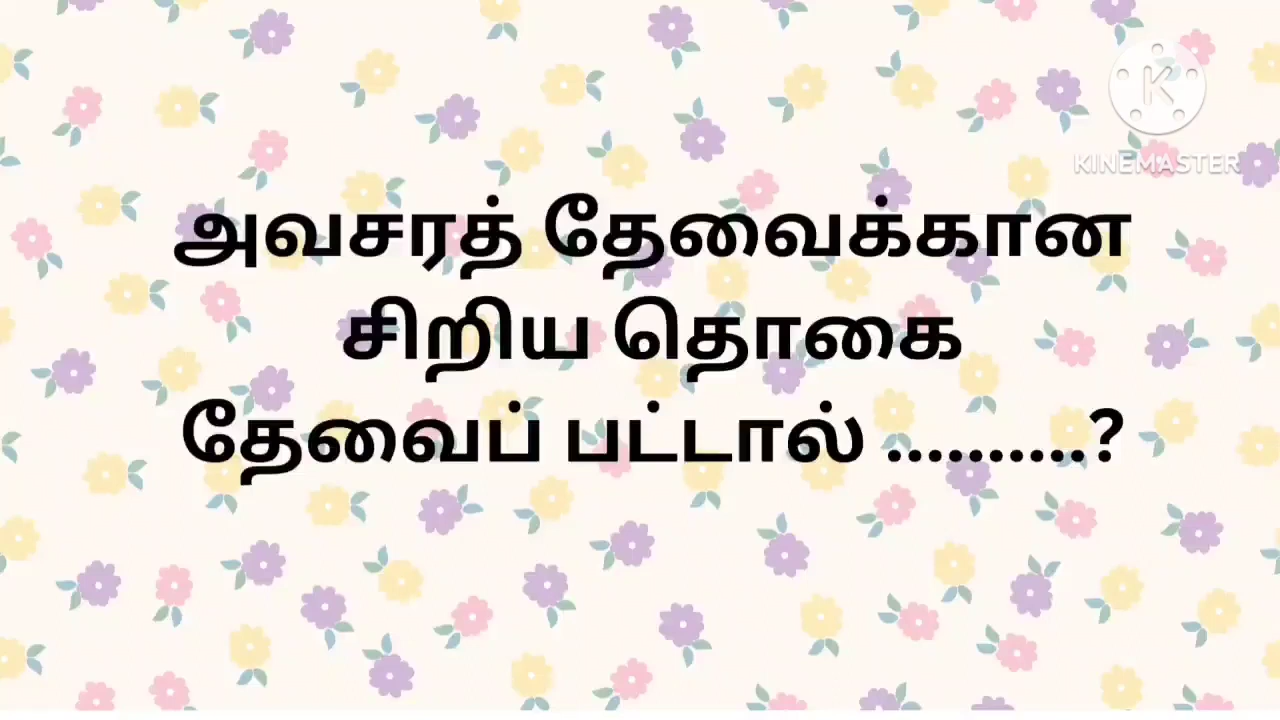 KINEMASTER
அவசரத் தேவைக்கான
சிறிய தொகை
தேவைப் பட்டால் ..........?